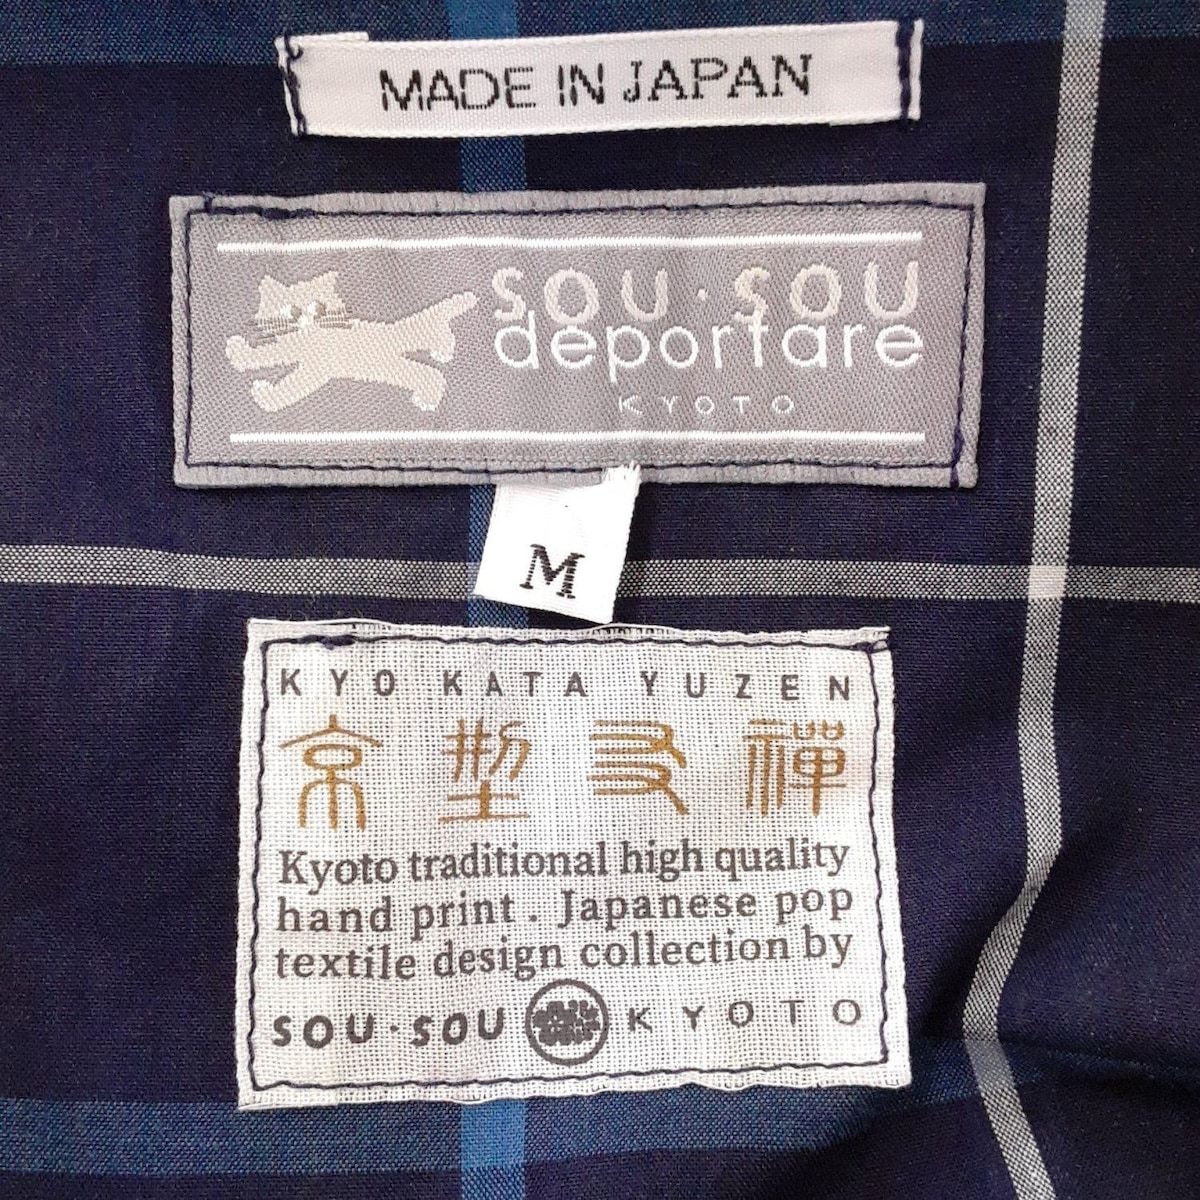 MADE IN JAPAN
SOU・SOU
deportare
KYOTO
M
KYO KATA YUZEN
京型友禅
Kyoto traditional high quality
hand print . Japanese pop
textile design collection by
SOU・SOU KYOTO